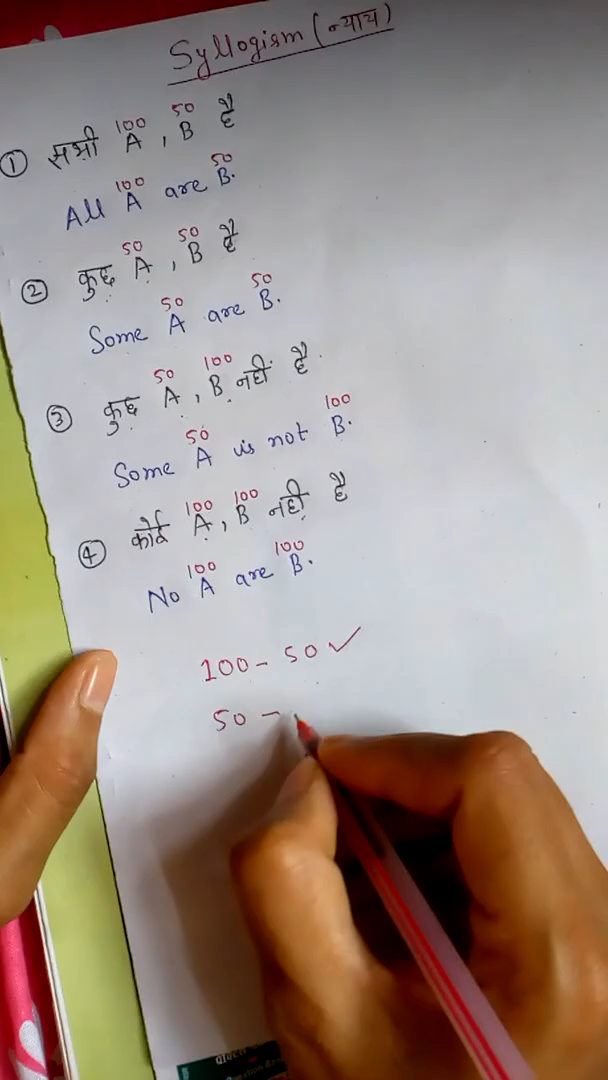 Syllogism (न्याय)
100 50
① सभी A, B है
100 50
All A are B.
50 50
② कुछ A, B है
50 50
Some A are B.
50 100
③ कुछ A, B नहीं है.
50 100
Some A is not B.
100 100
④ कोई A, B नहीं है
100 100
No A are B.
100 - 50 ✓
50 -